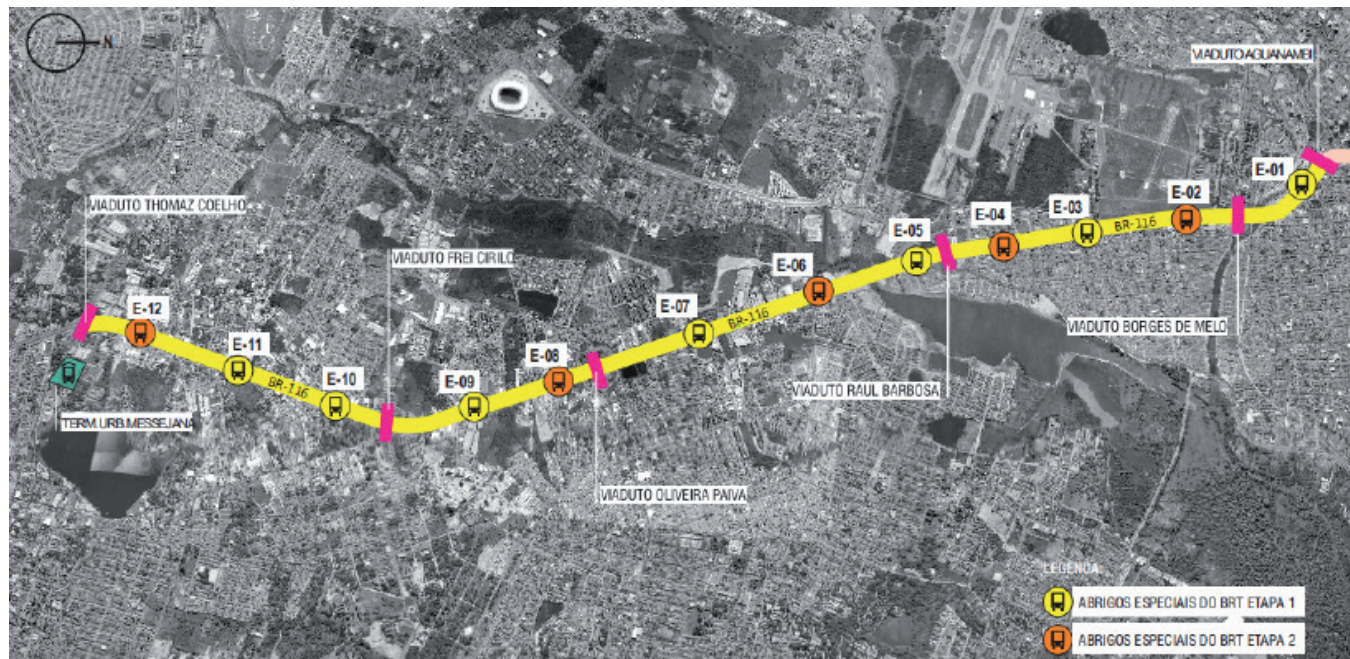 N
VIADUTO AGUANAMBI
E-01
E-02
E-03
BR-116
E-04
E-05
E-06
VIADUTO THOMAZ COELHO
VIADUTO FREI CIRILO
E-07
BR-116
E-12
VIADUTO BORGES DE MELO
E-11
E-08
BR-116
E-10
E-09
VIADUTO RAUL BARBOSA
TERM.URB.MESSEJANA
VIADUTO OLIVEIRA PAIVA
LEGENDA:
ABRIGOS ESPECIAIS DO BRT ETAPA 1
ABRIGOS ESPECIAIS DO BRT ETAPA 2